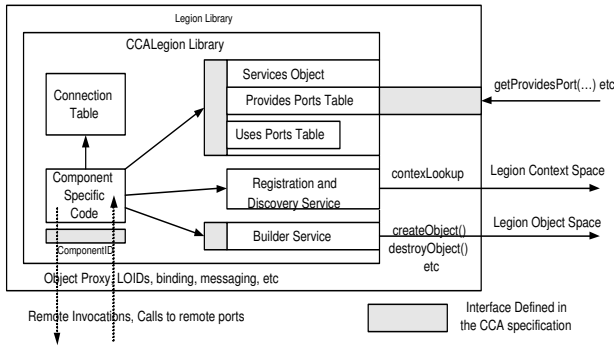 Legion Library
CCALegion Library
Services Object
Provides Ports Table
Uses Ports Table
getProvidesPort(…) etc
Connection
Table
Component
Specific
Code
ComponentID
Registration and
Discovery Service
contexLookup
Legion Context Space
Builder Service
createObject()
destroyObject()
etc
Legion Object Space
Object Proxy, LOIDs, binding, messaging, etc
Remote Invocations, Calls to remote ports
Interface Defined in
the CCA specification